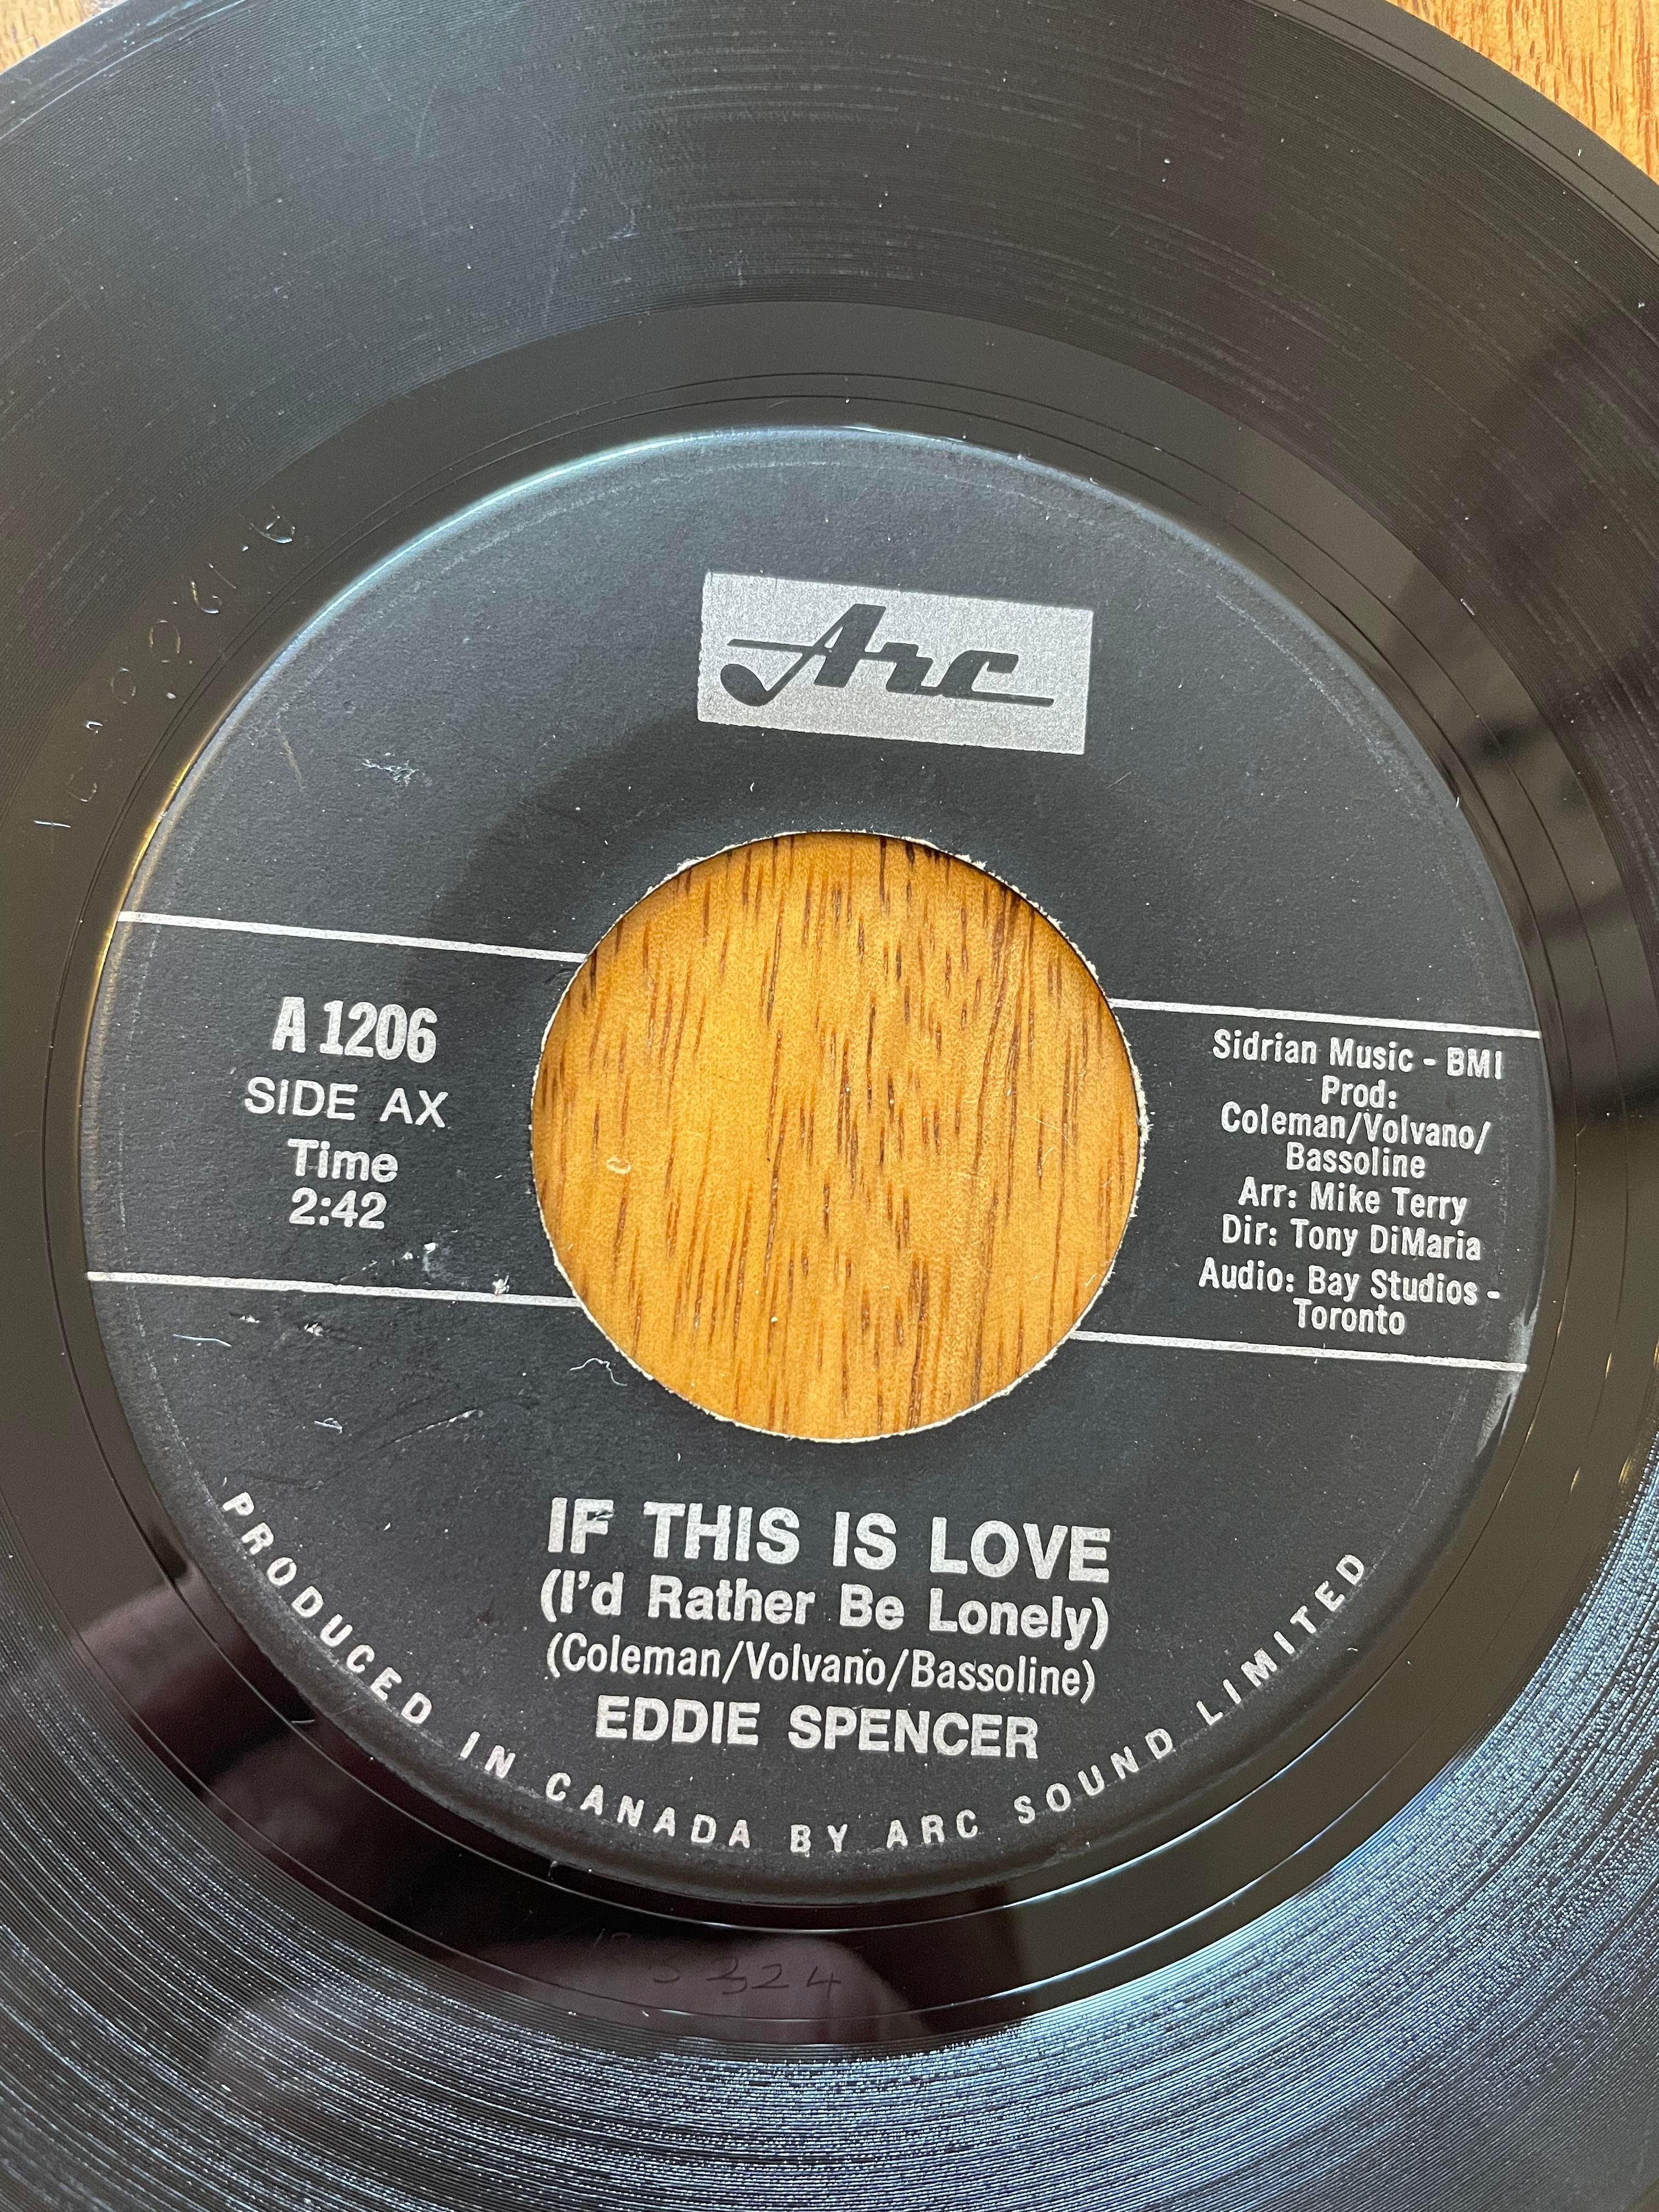 Arc
A 1206
SIDE AX
Time
2:42
Sidrian Music - BMI
Prod:
Coleman/Volvano/
Bassoline
Arr: Mike Terry
Dir: Tony DiMaria
Audio: Bay Studios -
Toronto
IF THIS IS LOVE
(I'd Rather Be Lonely)
(Coleman/Volvano/Bassoline)
EDDIE SPENCER
PRODUCED IN CANADA BY ARC SOUND LIMITED